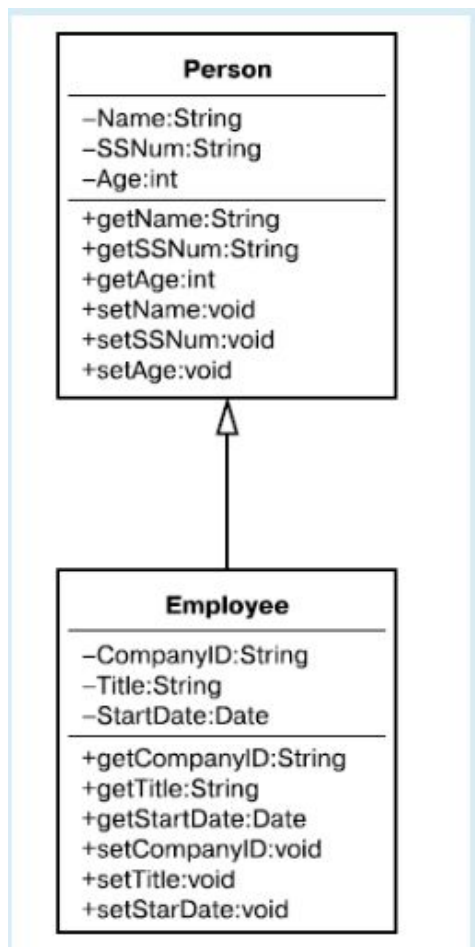 Person
–Name:String
–SSNum:String
–Age:int
+getName:String
+getSSNum:String
+getAge:int
+setName:void
+setSSNum:void
+setAge:void
Employee
–CompanyID:String
–Title:String
–StartDate:Date
+getCompanyID:String
+getTitle:String
+getStartDate:Date
+setCompanyID:void
+setTitle:void
+setStarDate:void